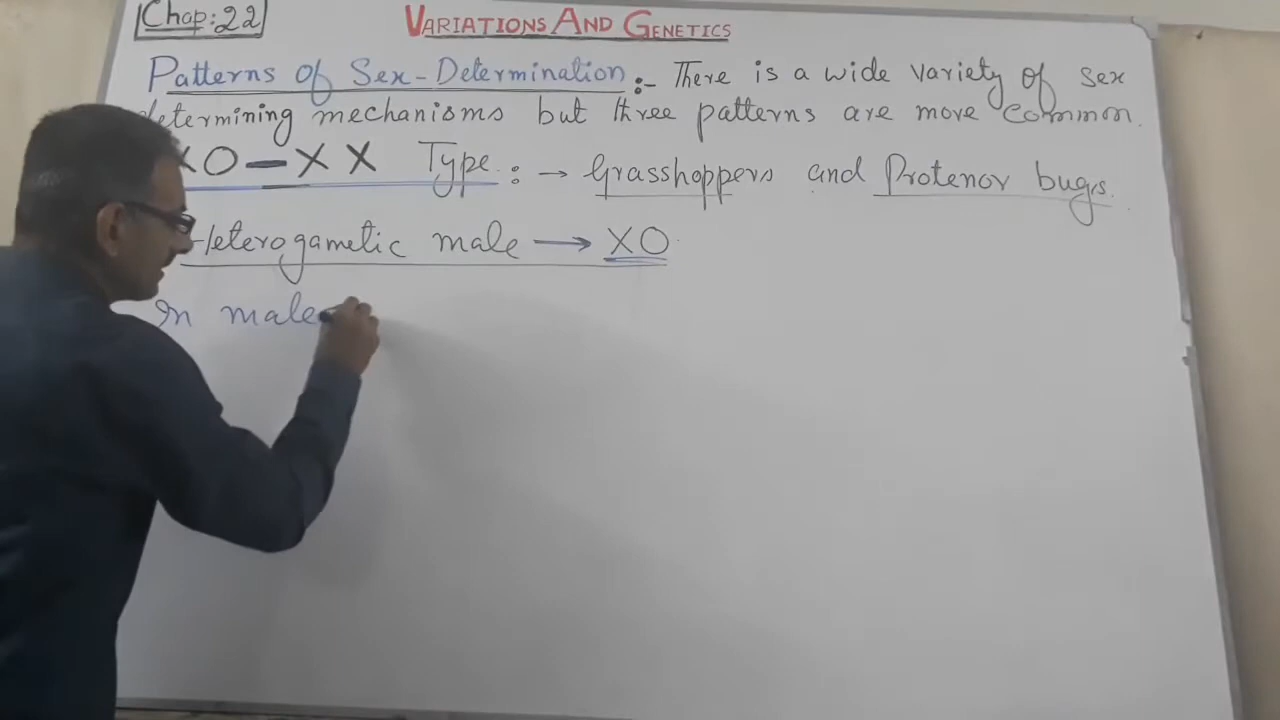 Chap: 22
VARIATIONS AND GENETICS
Patterns of Sex-Determination :- There is a wide variety of sex
determining mechanisms but three patterns are more common.
XO — XX Type : → Grasshoppers and Protenor bugs.
Heterogametic male → XO
In male